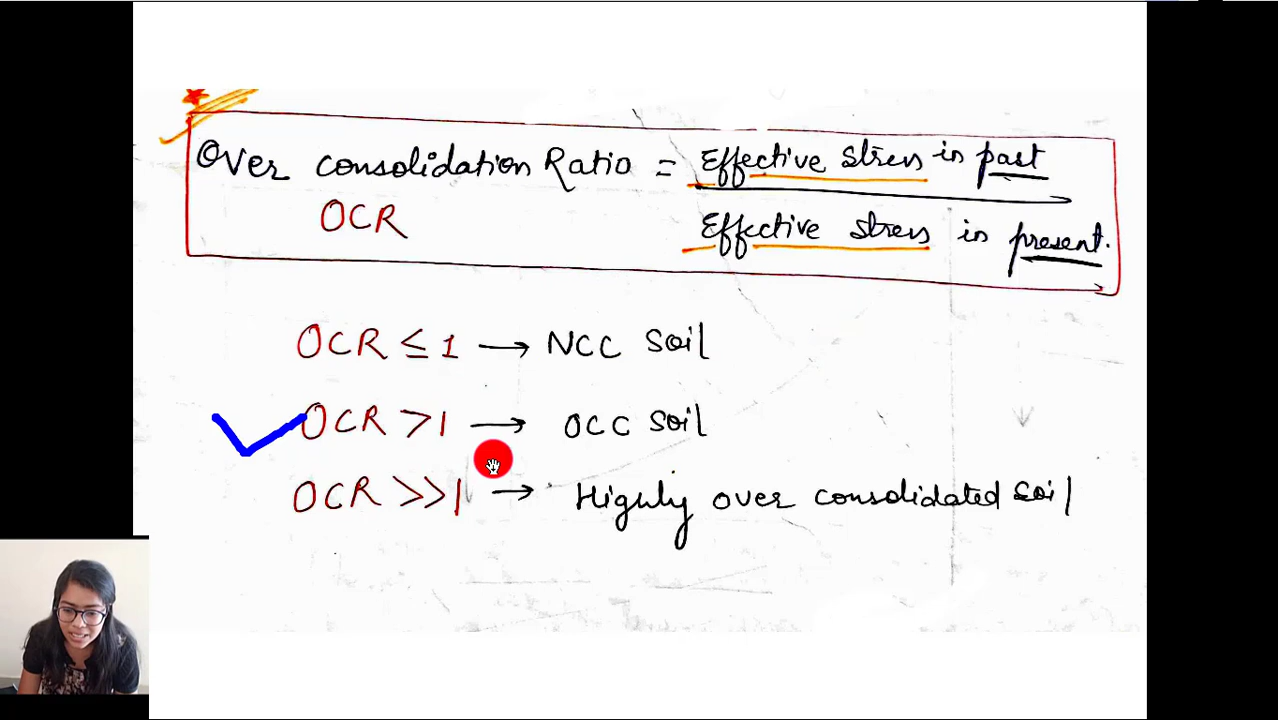 Over consolidation Ratio = Effective stress in past
OCR Effective stress in present.
OCR ≤ 1 → NCC Soil
OCR >1 → OCC Soil
OCR >>1 → Highly over consolidated soil